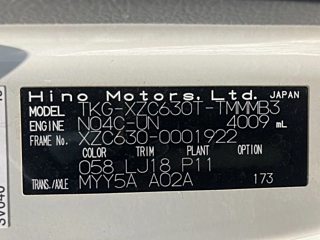 Hino Motors, Ltd. JAPAN
MODEL TKG-XZC630T-TMMMB3
ENGINE N04C-UN 4009 mL
FRAME No. XZC630-0001922
COLOR TRIM PLANT
058 LJ18 P11
TRANS./AXLE MYY5A A02A 173